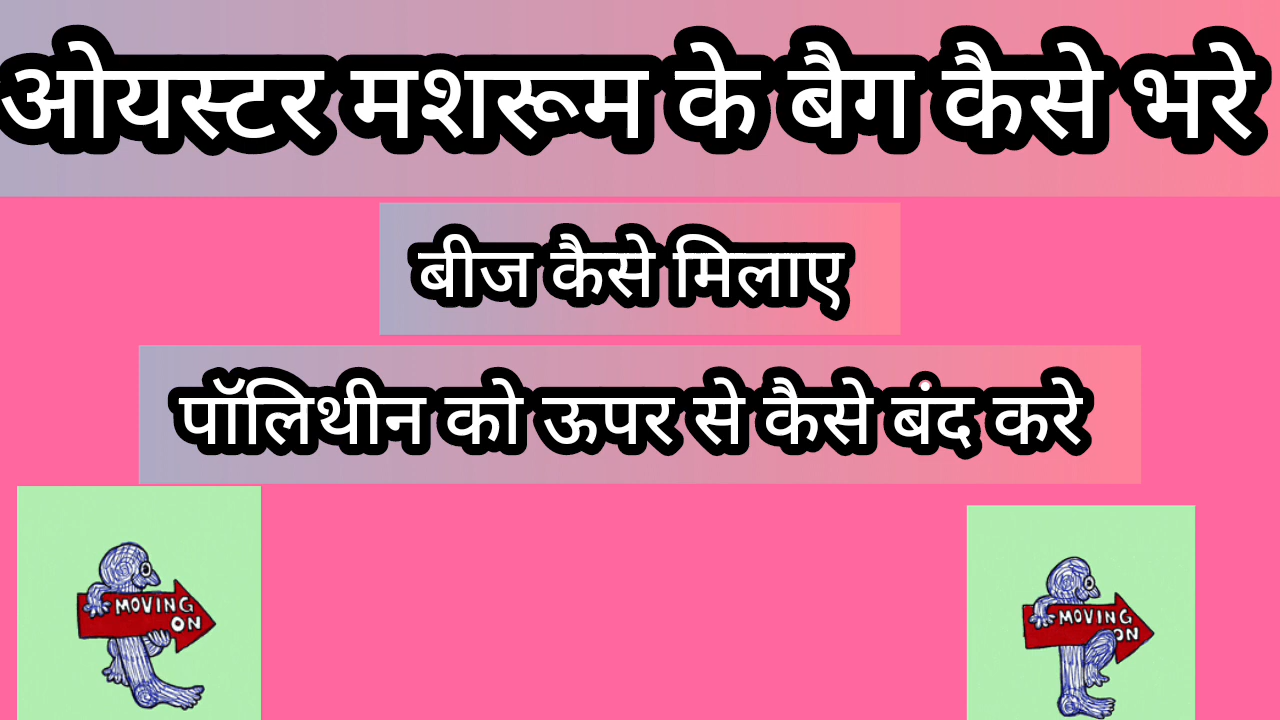 ओयस्टर मशरूम के बैग कैसे भरे
बीज कैसे मिलाए
पॉलिथीन को ऊपर से कैसे बंद करे
MOVING
ON
MOVING
ON